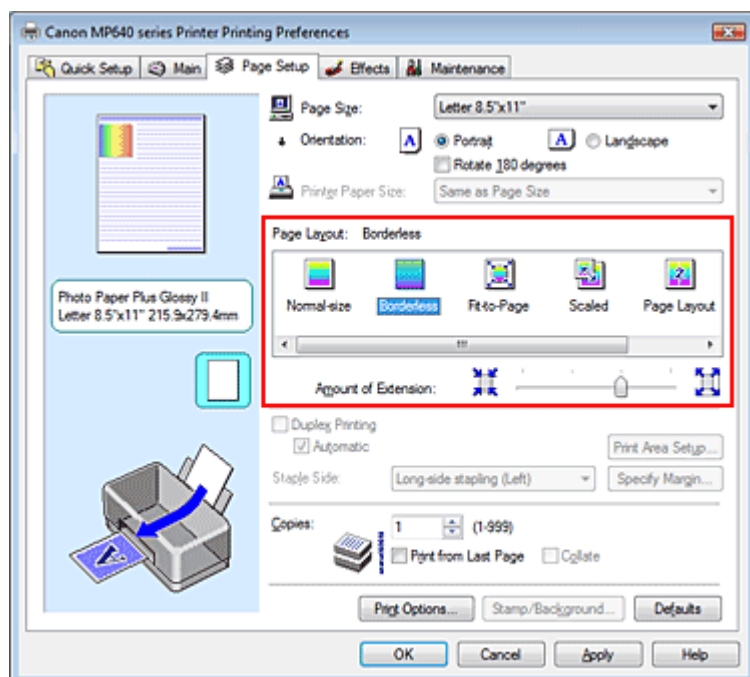 Canon MP640 series Printer Printing Preferences
Quick Setup Main Page Setup Effects Maintenance
Page Size: Letter 8.5"x11"
Orientation: A Portrait A Landscape
Rotate 180 degrees
Printer Paper Size: Same as Page Size
Page Layout: Borderless
Normal-size Borderless Fit-to-Page Scaled Page Layout
Photo Paper Plus Glossy II
Letter 8.5"x11" 215.9x279.4mm
Amount of Extension:
Duplex Printing
Automatic
Print Area Setup...
Staple Side: Long-side stapling (Left) Specify Margin...
Copies: 1 (1-999)
Print from Last Page Collate
Print Options... Stamp/Background... Defaults
OK Cancel Apply Help